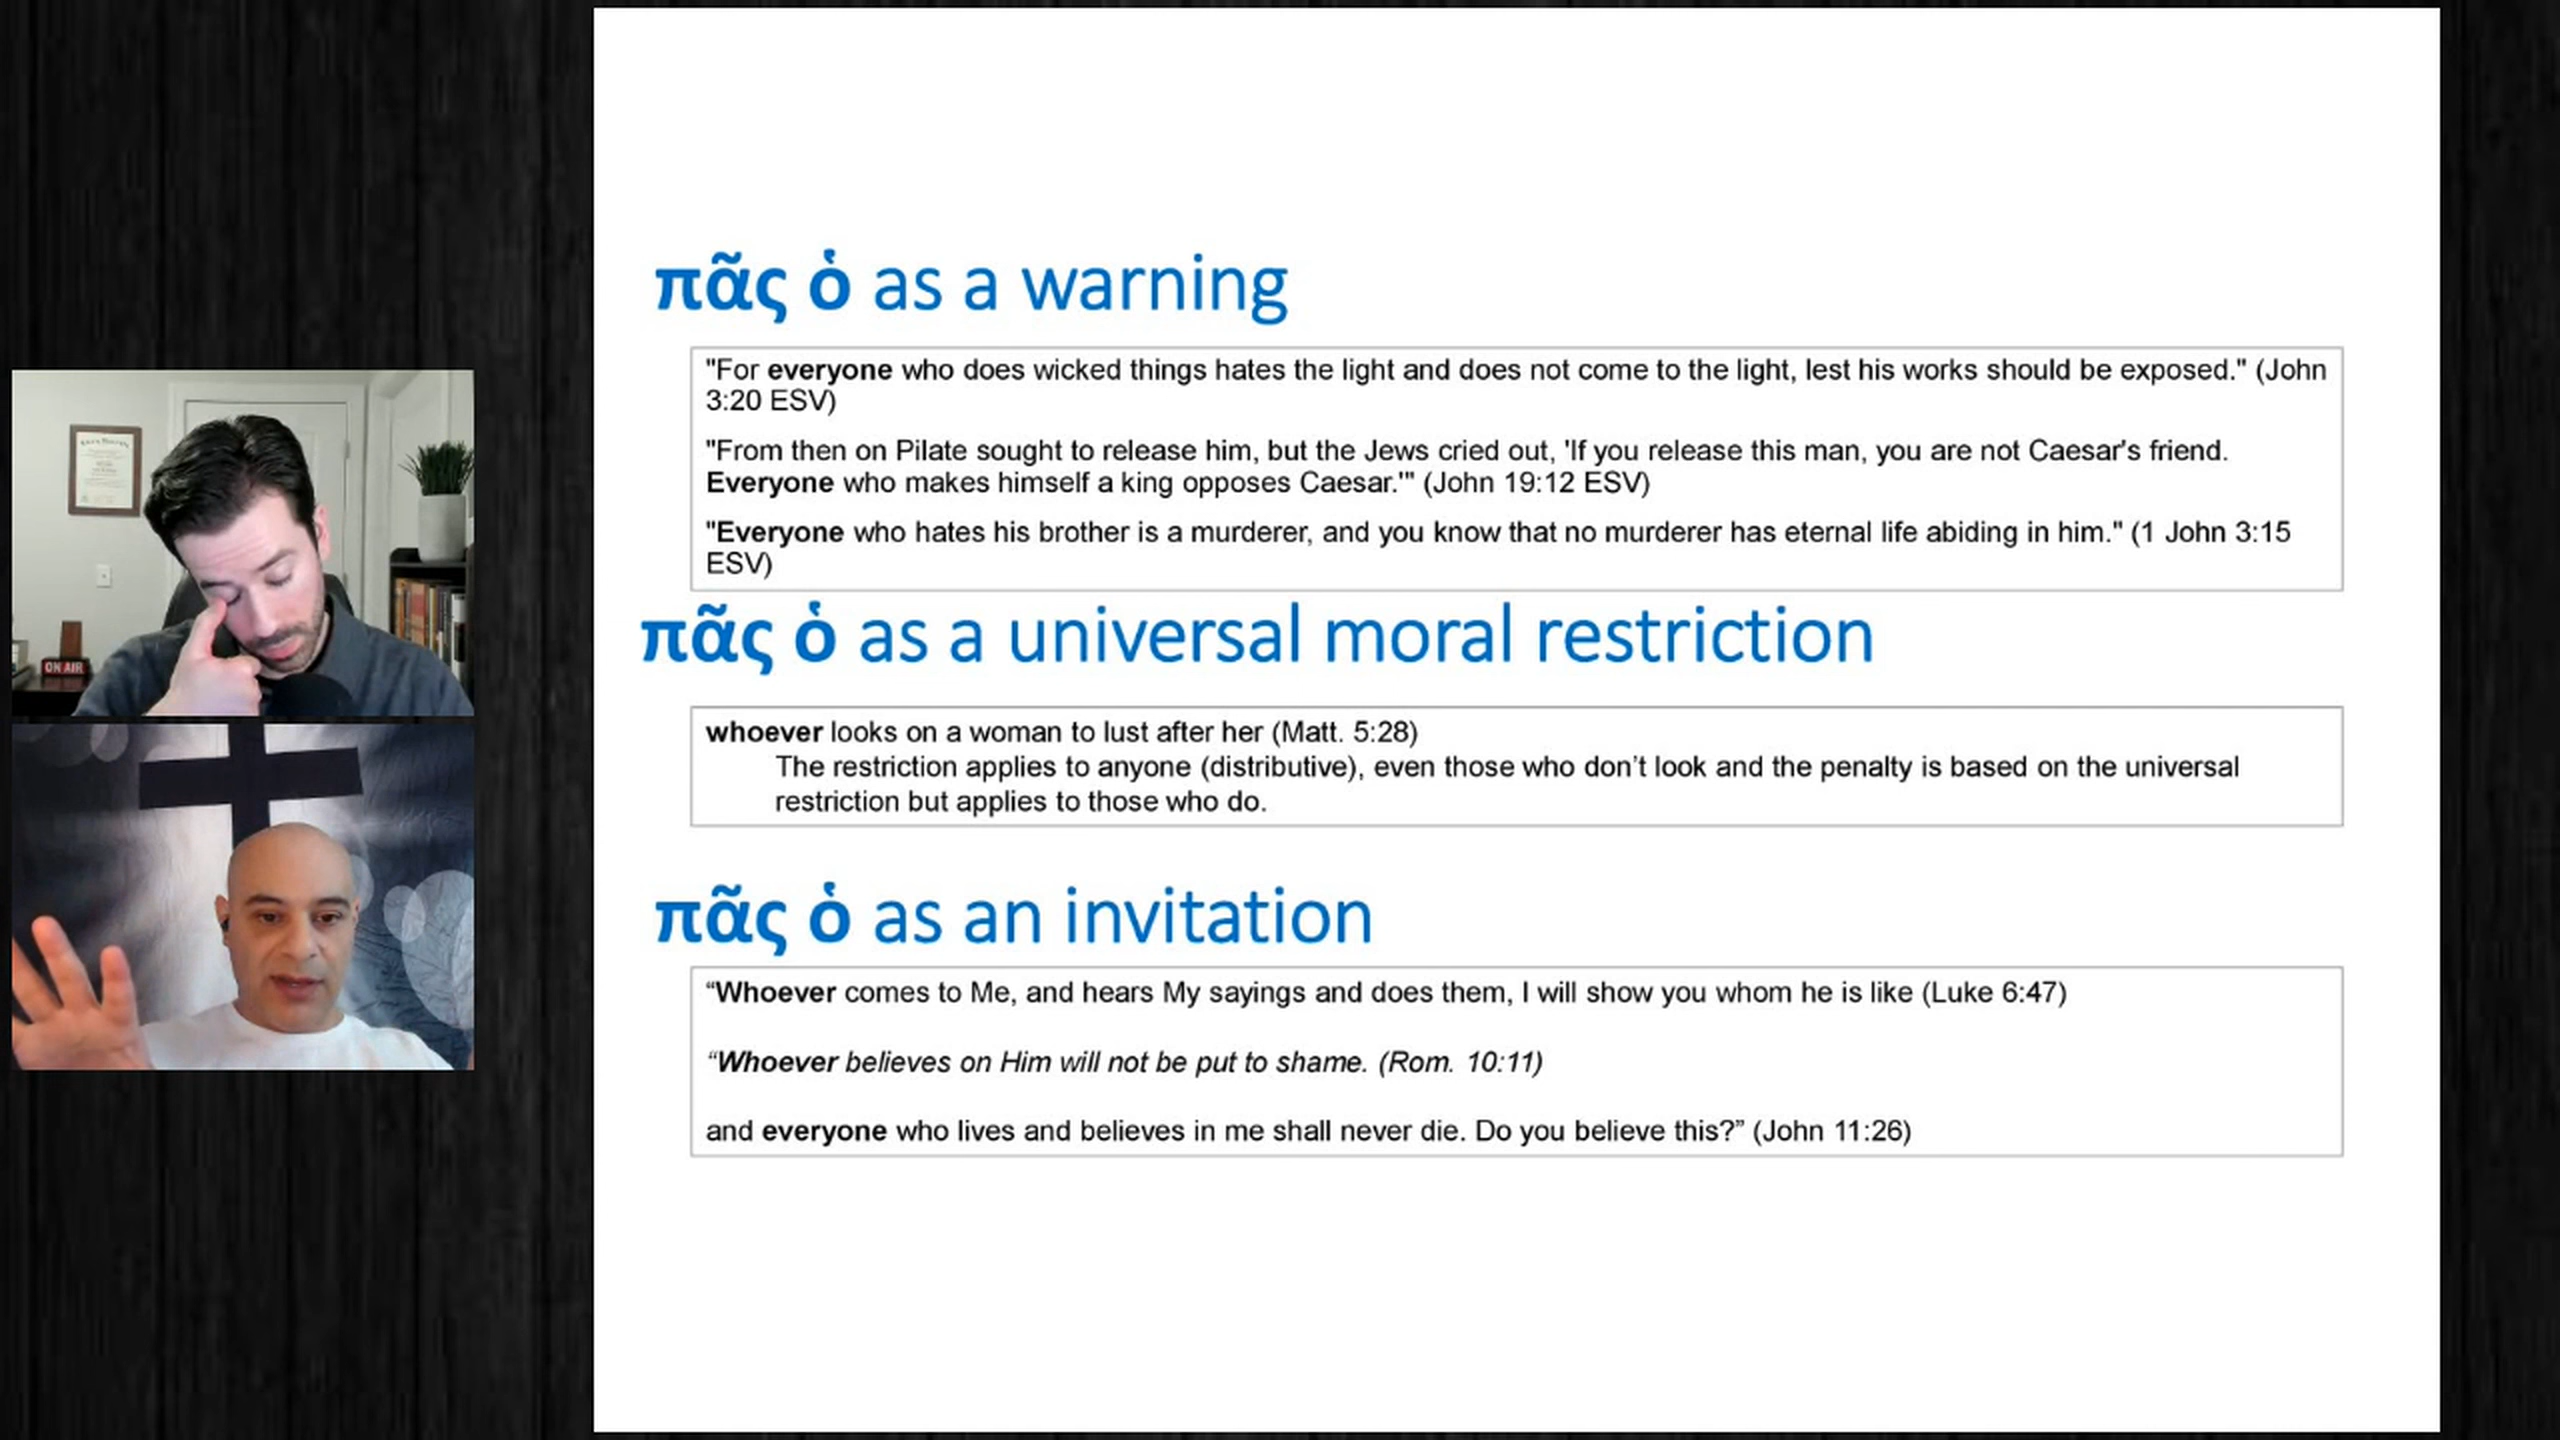 πᾶς ὁ as a warning
"For everyone who does wicked things hates the light and does not come to the light, lest his works should be exposed." (John
3:20 ESV)
"From then on Pilate sought to release him, but the Jews cried out, 'If you release this man, you are not Caesar's friend.
Everyone who makes himself a king opposes Caesar.'" (John 19:12 ESV)
"Everyone who hates his brother is a murderer, and you know that no murderer has eternal life abiding in him." (1 John 3:15
ESV)
πᾶς ὁ as a universal moral restriction
whoever looks on a woman to lust after her (Matt. 5:28)
The restriction applies to anyone (distributive), even those who don’t look and the penalty is based on the universal
restriction but applies to those who do.
πᾶς ὁ as an invitation
“Whoever comes to Me, and hears My sayings and does them, I will show you whom he is like (Luke 6:47)
“Whoever believes on Him will not be put to shame. (Rom. 10:11)
and everyone who lives and believes in me shall never die. Do you believe this?” (John 11:26)
ON AIR